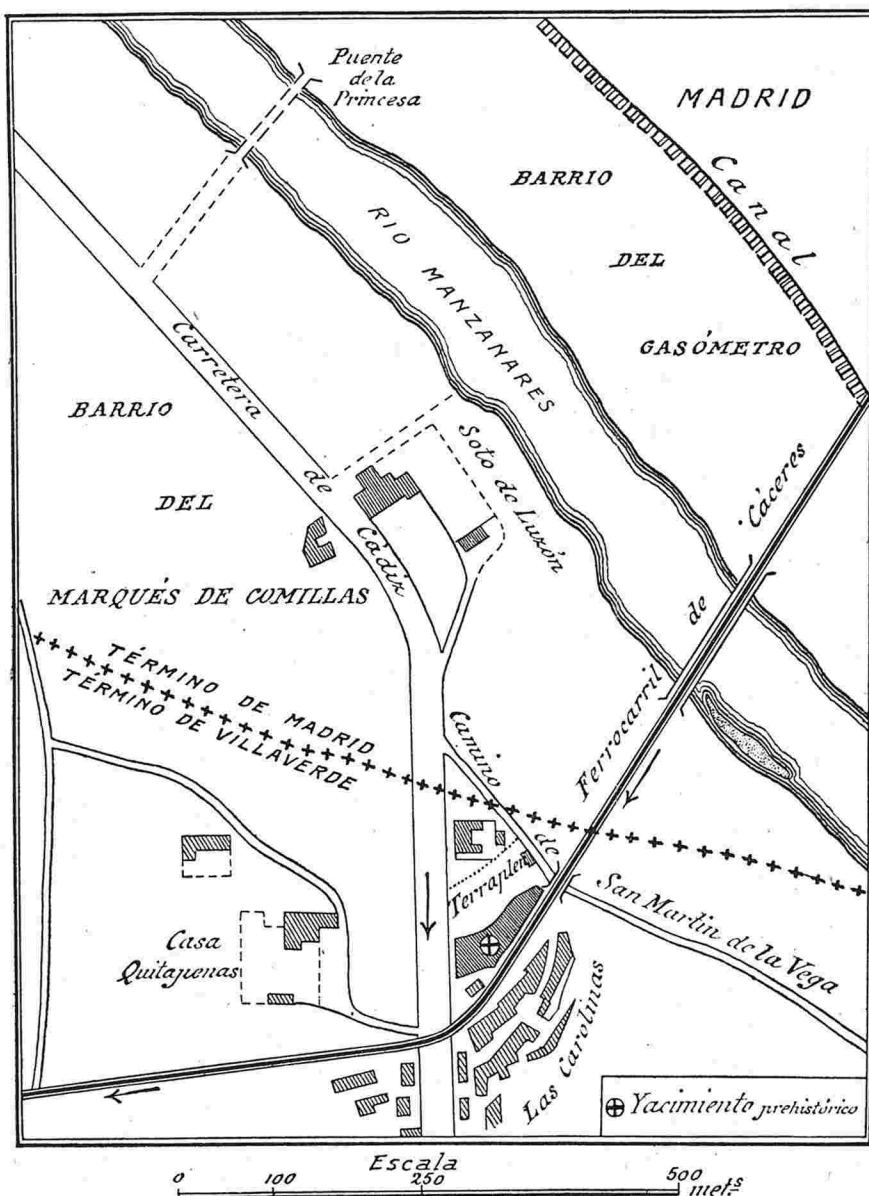 Puente
de la
Princesa
MADRID
Canal
BARRIO
DEL
GASÓMETRO
RIO MANZANARES
Carretera de Cádiz
BARRIO
DEL
MARQUÉS DE COMILLAS
Soto de Luzón
Ferrocarril de Cáceres
TÉRMINO DE MADRID
TÉRMINO DE VILLAVERDE
Camino de San Martin de la Vega
Terraplen
Casa
Quitapenas
Las Carolinas
Yacimiento prehistórico
Escala
0 100 250 500
mets